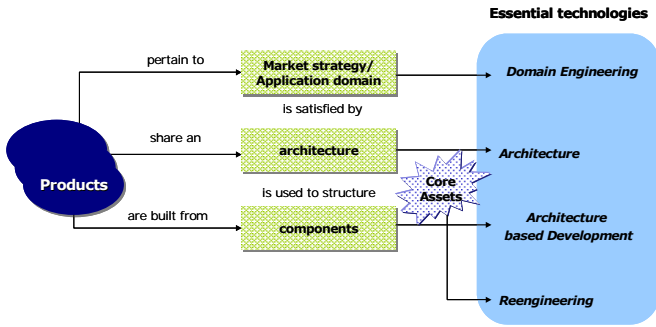 Essential technologies
pertain to
Market strategy/
Application domain
Domain Engineering
is satisfied by
share an
architecture
Architecture
Products
is used to structure
Core
Assets
are built from
components
Architecture
based Development
Reengineering